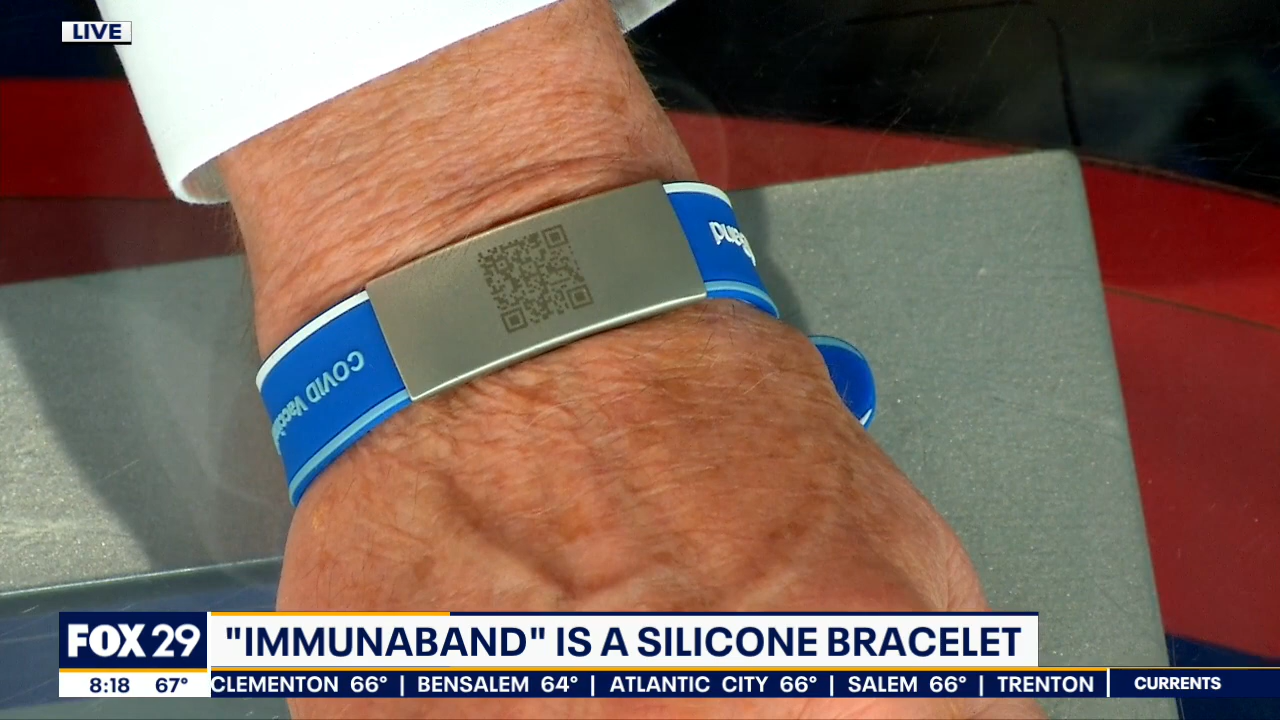 LIVE
COVID
FOX 29
"IMMUNABAND" IS A SILICONE BRACELET
8:18 67°
CLEMENTON 66° | BENSALEM 64° | ATLANTIC CITY 66° | SALEM 66° | TRENTON
CURRENTS